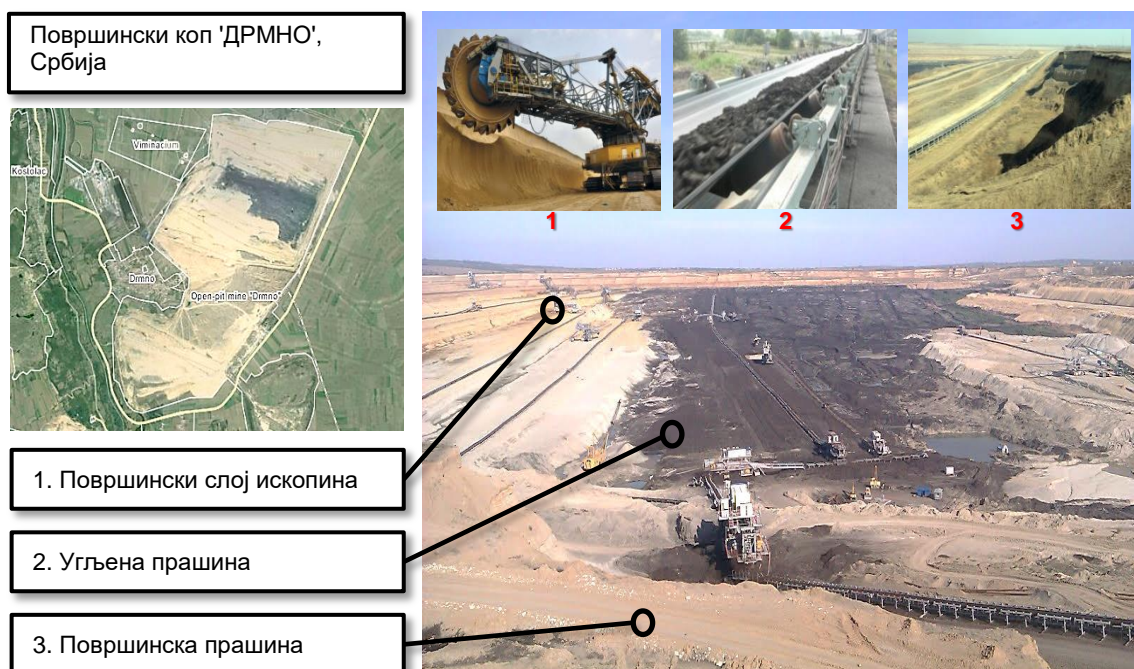 Површински коп 'ДРМНО',
Србија
Viminacium
Kostolac
Drmno
Open-pit mine "Drmno"
1
2
3
1. Површински слој ископина
2. Угљена прашина
3. Површинска прашина